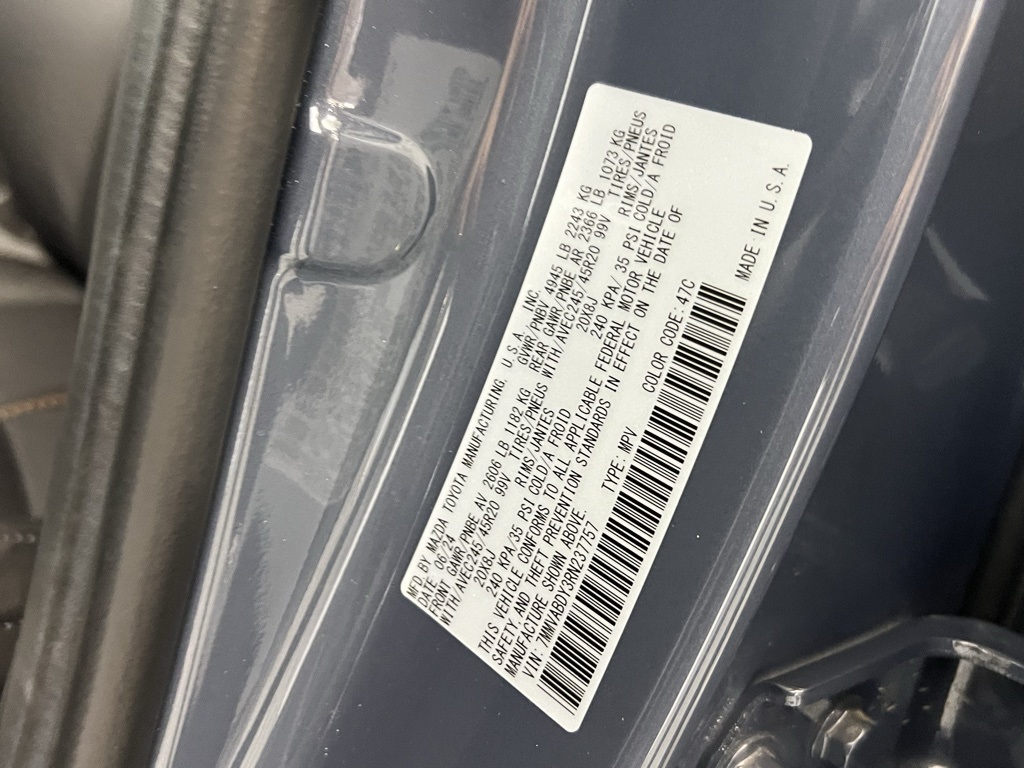 MFD.BY MAZDA TOYOTA MANUFACTURING, U.S.A., INC.
DATE 06/24 GVWR/PNBV 4945 LB 2243 KG
FRONT GAWR/PNBE AV 2606 LB 1182 KG REAR GAWR/PNBE AR 2366 LB 1073 KG
WITH/AVEC245/45R20 99V TIRES/PNEUS WITH/AVEC245/45R20 99V TIRES/PNEUS
20X8J RIMS/JANTES 20X8J RIMS/JANTES
240 KPA/35 PSI COLD/A FROID 240 KPA/35 PSI COLD/A FROID
THIS VEHICLE CONFORMS TO ALL APPLICABLE FEDERAL MOTOR VEHICLE
SAFETY AND THEFT PREVENTION STANDARDS IN EFFECT ON THE DATE OF
MANUFACTURE SHOWN ABOVE.
VIN: 7MMVABDY3RN237757 TYPE: MPV COLOR CODE: 47C
MADE IN U.S.A.